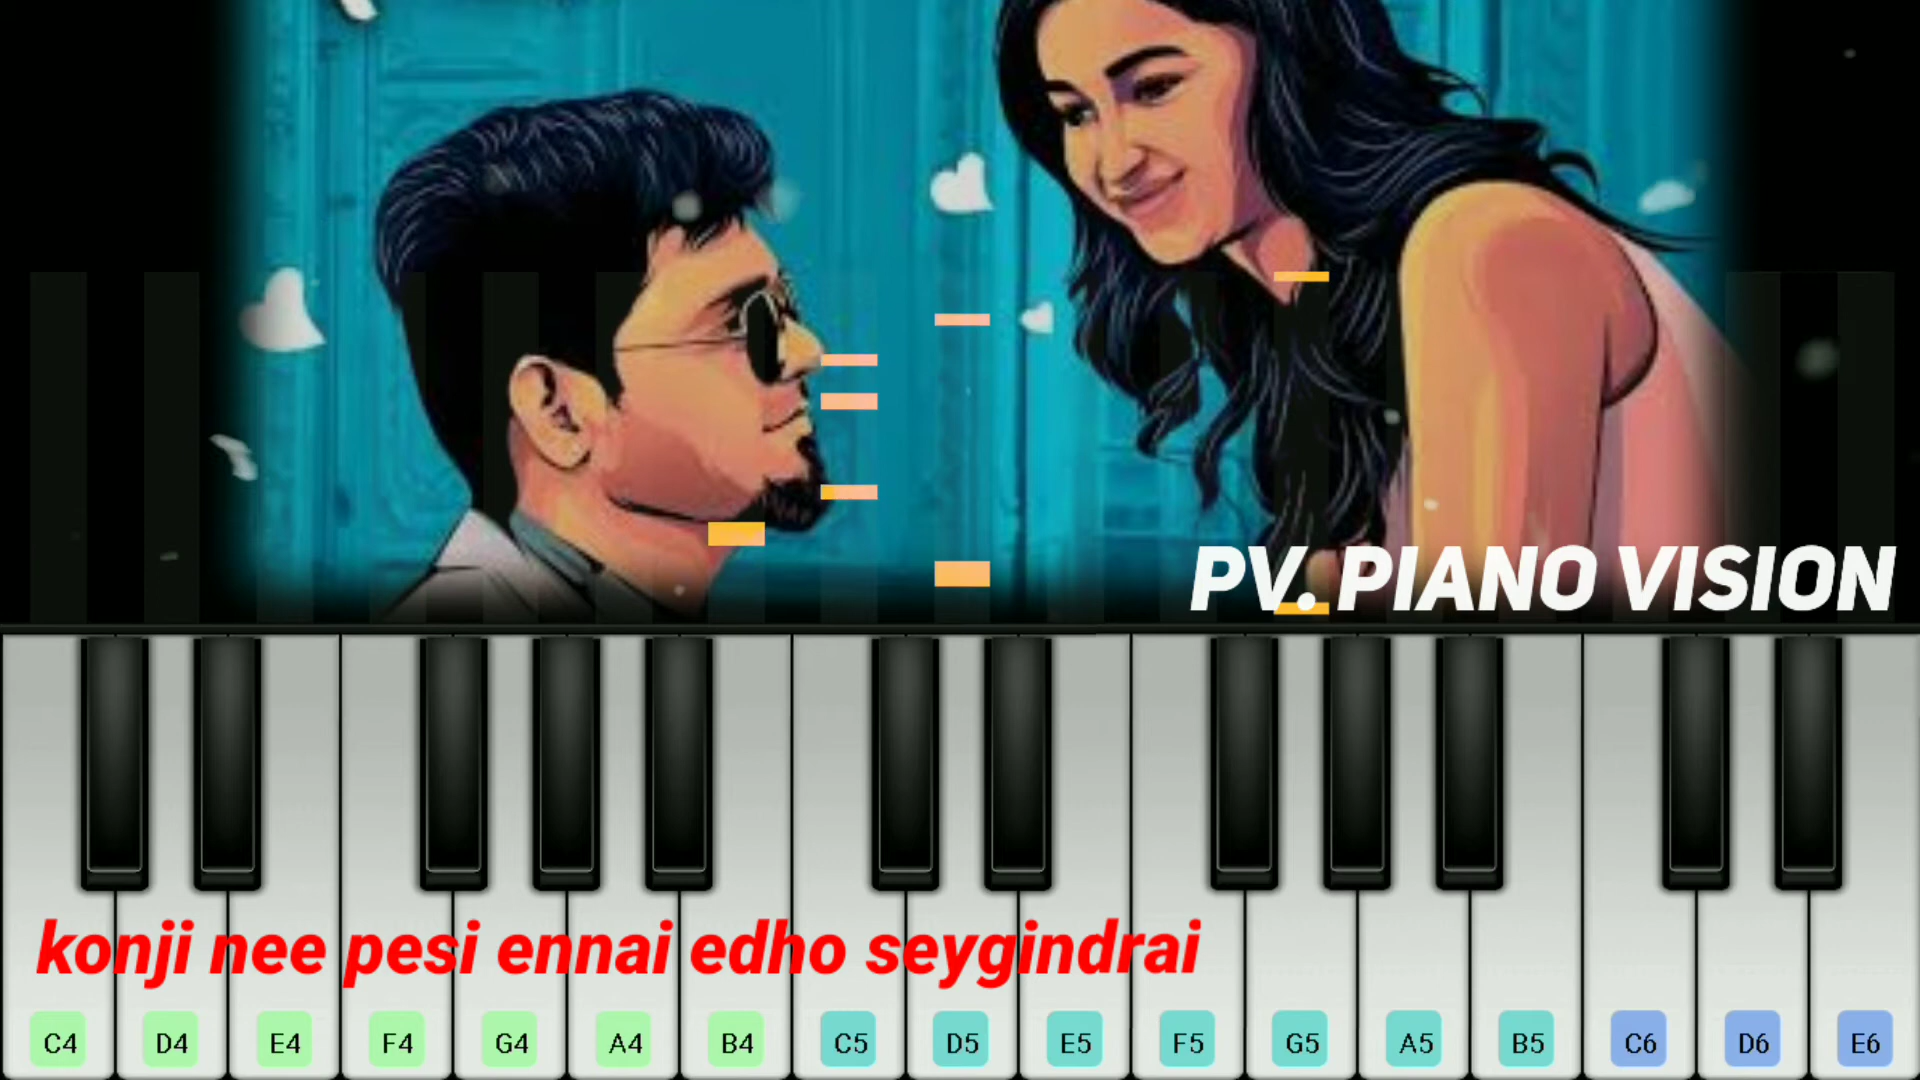 PV. PIANO VISION
konji nee pesi ennai edho seygindrai
C4 D4 E4 F4 G4 A4 B4 C5 D5 E5 F5 G5 A5 B5 C6 D6 E6